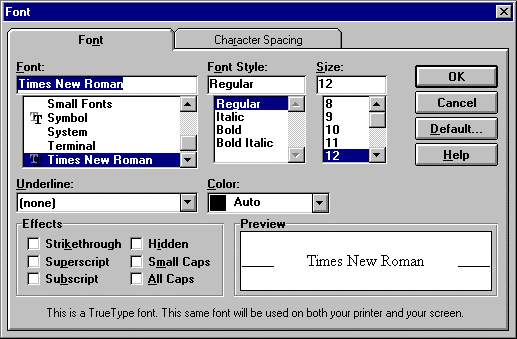 Font
Font Character Spacing
Font: Font Style: Size:
Times New Roman Regular 12 OK
Small Fonts Regular 8
Symbol Italic 9 Cancel
System Bold 10
Terminal Bold Italic 11 Default...
Times New Roman 12 Help
Underline: Color:
(none) Auto
Effects Preview
Strikethrough Hidden
Superscript Small Caps Times New Roman
Subscript All Caps
This is a TrueType font. This same font will be used on both your printer and your screen.